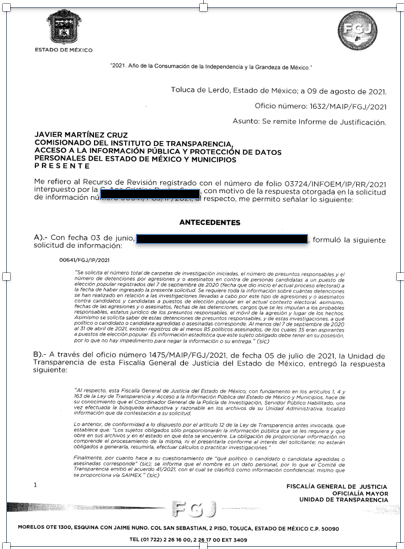 ESTADO DE MÉXICO
FGJ
"2021. Año de la Consumación de la Independencia y la Grandeza de México."
Toluca de Lerdo, Estado de México; a 09 de agosto de 2021.
Oficio número: 1632/MAIP/FGJ/2021
Asunto: Se remite Informe de Justificación.
JAVIER MARTÍNEZ CRUZ
COMISIONADO DEL INSTITUTO DE TRANSPARENCIA,
ACCESO A LA INFORMACIÓN PÚBLICA Y PROTECCIÓN DE DATOS
PERSONALES DEL ESTADO DE MÉXICO Y MUNICIPIOS
P R E S E N T E
Me refiero al Recurso de Revisión registrado con el número de folio 03724/INFOEM/IP/RR/2021
interpuesto por la con motivo de la respuesta otorgada en la solicitud
de información al respecto, me permito señalar lo siguiente:
ANTECEDENTES
A).- Con fecha 03 de junio, , formuló la siguiente
solicitud de información:
00641/FGJ/IP/2021
"Se solicita el número total de carpetas de investigación iniciadas, el número de presuntos responsables y el
número de detenciones por agresiones y o asesinatos en contra de personas candidatas a un puesto de
elección popular registrados del 7 de septiembre de 2020 (fecha que dio inicio el actual proceso electoral) a
la fecha de haber ingresado la presente solicitud. Se requiere toda la información sobre cuántas detenciones
se han realizado en relación a las investigaciones llevadas a cabo por este tipo de agresiones y o asesinatos
contra candidatos y candidatas a puestos de elección popular en el actual contexto electoral, asimismo,
fechas de las agresiones y o asesinatos, fechas de las detenciones, cargos que se les imputan a los probables
responsables, estatus jurídico de los presuntos responsables, el móvil de la agresión y lugar de los hechos.
Asimismo se solicita saber de estas detenciones de presuntos responsables, y de estas investigaciones, a qué
político o candidato o candidata agredidas o asesinadas corresponde. Al menos del 7 de septiembre de 2020
al 31 de abril de 2021, existen registros de al menos 85 políticos asesinados, de los cuales 35 eran aspirantes
a puestos de elección popular. Es información estadística que este sujeto obligado debe tener en su posesión,
por lo que no hay impedimento para negar la información o su entrega." (Sic)
B).- A través del oficio número 1475/MAIP/FGJ/2021, de fecha 05 de julio de 2021, la Unidad de
Transparencia de esta Fiscalía General de Justicia del Estado de México, entregó la respuesta
siguiente:
"Al respecto, esta Fiscalía General de Justicia del Estado de México, con fundamento en los artículos 1, 4 y
163 de la Ley de Transparencia y Acceso a la Información Pública del Estado de México y Municipios, hace de
su conocimiento que el Coordinador General de la Policía de Investigación, Servidor Público Habilitado, una
vez efectuada la búsqueda exhaustiva y razonable en los archivos de su Unidad Administrativa, localizó
información que da contestación a su solicitud.
Lo anterior, de conformidad a lo dispuesto por el artículo 12 de la Ley de Transparencia antes invocada, que
establece que: "Los sujetos obligados sólo proporcionarán la información pública que se les requiera y que
obre en sus archivos y en el estado en que ésta se encuentre. La obligación de proporcionar información no
comprende el procesamiento de la misma, ni el presentarla conforme al interés del solicitante; no estarán
obligados a generarla, resumirla, efectuar cálculos o practicar investigaciones."
Finalmente, por cuanto hace a su cuestionamiento de "qué político o candidato o candidata agredidas o
asesinadas corresponde" (sic); se informa que el nombre es un dato personal, por lo que el Comité de
Transparencia emitió el acuerdo 40/2021, con el cual se clasificó como información confidencial; mismo que
se proporciona vía SAIMEX." (Sic)
1
FISCALÍA GENERAL DE JUSTICIA
OFICIALÍA MAYOR
UNIDAD DE TRANSPARENCIA
FGJ
MORELOS OTE 1300, ESQUINA CON JAIME NUNO. COL SAN SEBASTIAN, 2 PISO, TOLUCA, ESTADO DE MÉXICO C.P. 50090
TEL (01 722) 2 26 16 00, 2 26 17 00 EXT 3409